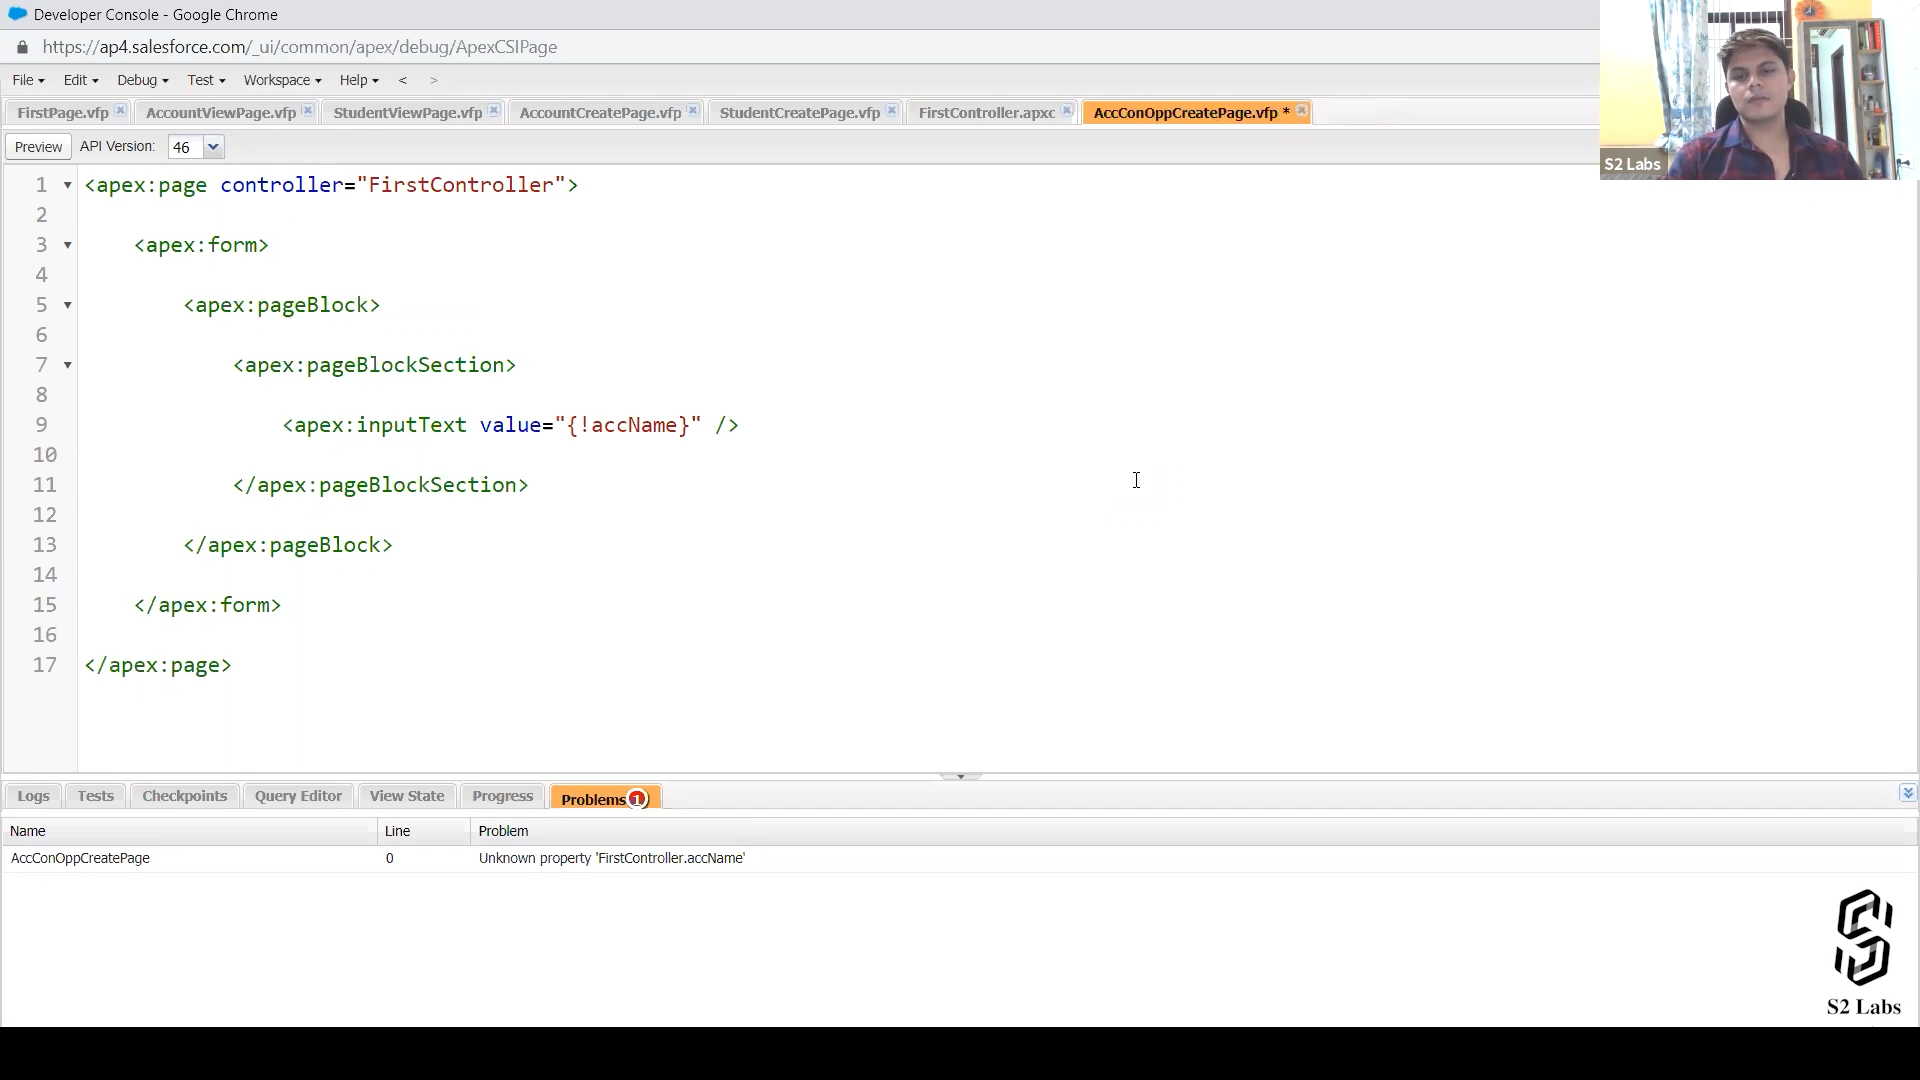 Developer Console - Google Chrome
https://ap4.salesforce.com/_ui/common/apex/debug/ApexCSIPage
File Edit Debug Test Workspace Help < >
FirstPage.vfp AccountViewPage.vfp StudentViewPage.vfp AccountCreatePage.vfp StudentCreatePage.vfp FirstController.apxc AccConOppCreatePage.vfp *
Preview API Version: 46
S2 Labs
1 <apex:page controller="FirstController">
2
3 <apex:form>
4
5 <apex:pageBlock>
6
7 <apex:pageBlockSection>
8
9 <apex:inputText value="{!accName}" />
10
11 </apex:pageBlockSection>
12
13 </apex:pageBlock>
14
15 </apex:form>
16
17 </apex:page>
Logs Tests Checkpoints Query Editor View State Progress Problems 1
Name Line Problem
AccConOppCreatePage 0 Unknown property 'FirstController.accName'
S2 Labs